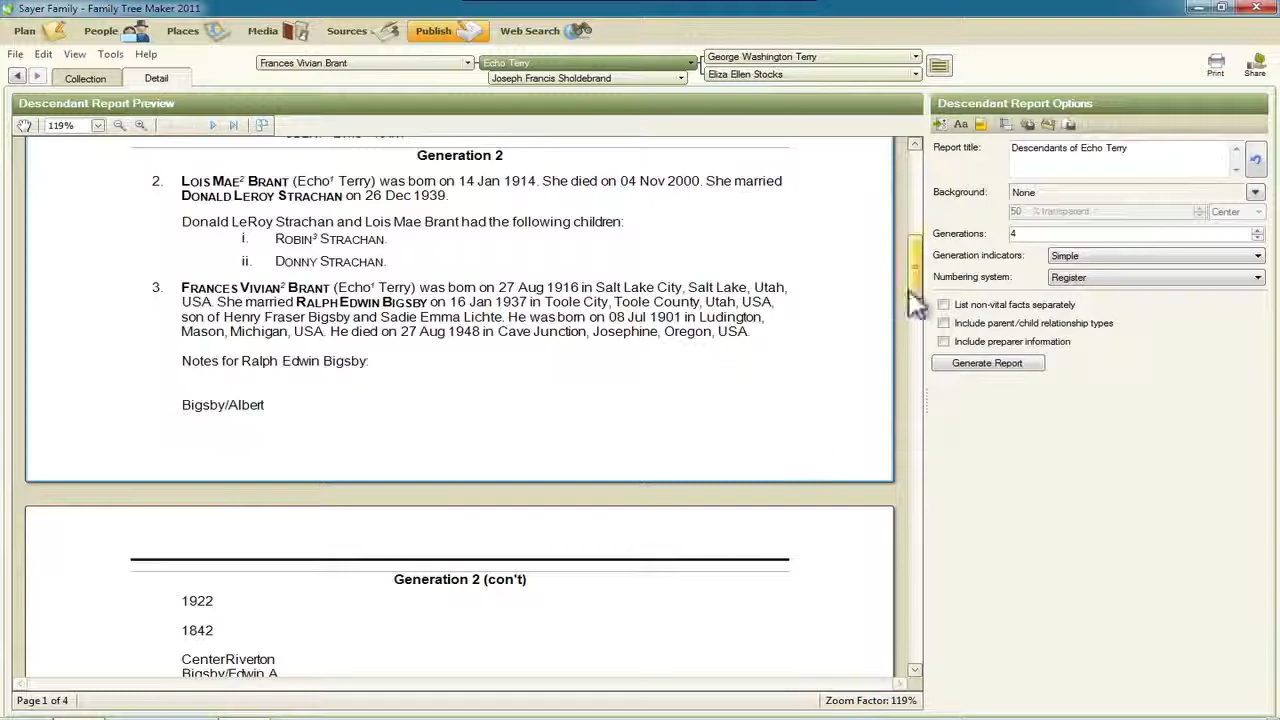 Sayer Family - Family Tree Maker 2011
Plan People Places Media Sources Publish Web Search
File Edit View Tools Help
Frances Vivian Brant
Echo Terry
Joseph Francis Sholdebrand
George Washington Terry
Eliza Ellen Stocks
Print
Share
Collection Detail
Descendant Report Preview
119%
Generation 2
2. LOIS MAE² BRANT (Echo¹ Terry) was born on 14 Jan 1914. She died on 04 Nov 2000. She married
DONALD LEROY STRACHAN on 26 Dec 1939.
Donald LeRoy Strachan and Lois Mae Brant had the following children:
i. ROBIN³ STRACHAN.
ii. DONNY STRACHAN.
3. FRANCES VIVIAN² BRANT (Echo¹ Terry) was born on 27 Aug 1916 in Salt Lake City, Salt Lake, Utah,
USA. She married RALPH EDWIN BIGSBY on 16 Jan 1937 in Toole City, Toole County, Utah, USA,
son of Henry Fraser Bigsby and Sadie Emma Lichte. He was born on 08 Jul 1901 in Ludington,
Mason, Michigan, USA. He died on 27 Aug 1948 in Cave Junction, Josephine, Oregon, USA.
Notes for Ralph Edwin Bigsby:
Bigsby/Albert
Generation 2 (con't)
1922
1842
CenterRiverton
Bigsby/Edwin A
Page 1 of 4
Zoom Factor: 119%
Descendant Report Options
Aa
Report title: Descendants of Echo Terry
Background: None
50 % transparent Center
Generations: 4
Generation indicators: Simple
Numbering system: Register
List non-vital facts separately
Include parent/child relationship types
Include preparer information
Generate Report